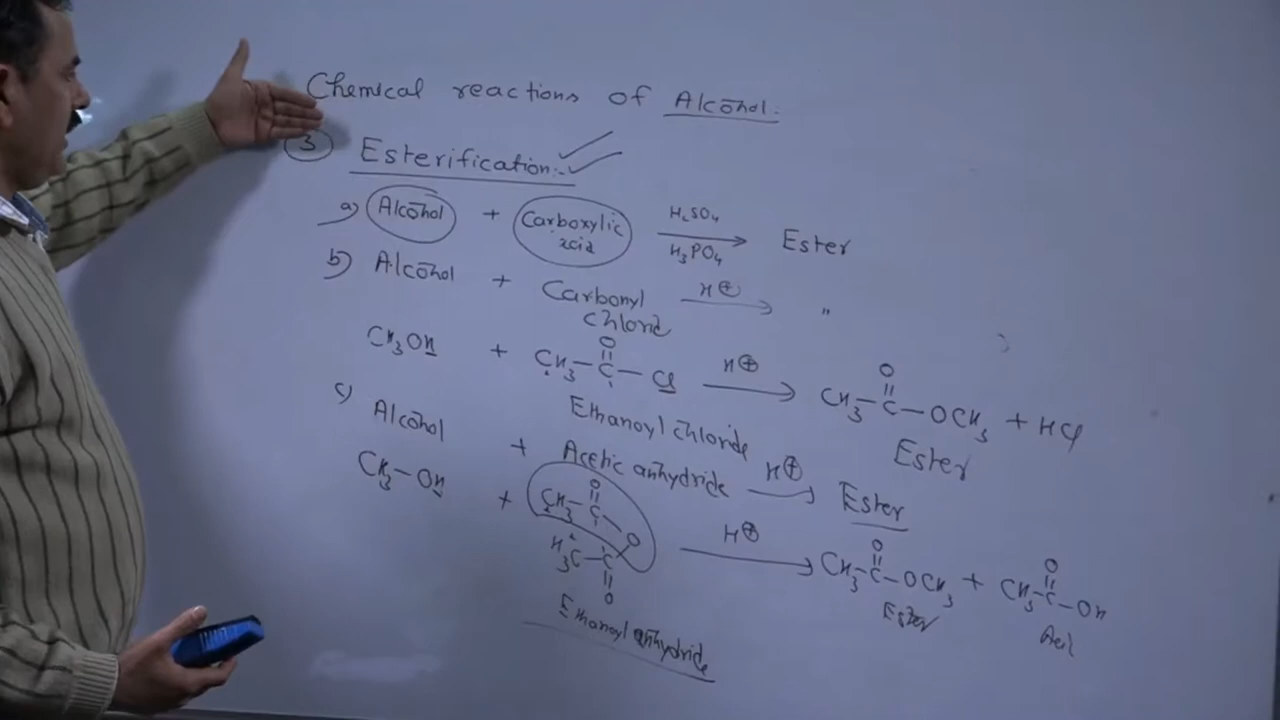 Chemical reactions of Alcohol.
3 Esterification:-
a) Alcohol + Carboxylic acid H2SO4 H3PO4 → Ester
b) Alcohol + Carbonyl Chlorid H⊕ → "
CH3OH + CH3–C(=O)–Cl H⊕ → CH3–C(=O)–OCH3 + HCl
Ethanoyl chloride Ester
c) Alcohol + Acetic anhydride H⊕ → Ester
CH3–OH + CH3–C(=O)–O–C(=O)–CH3 H⊕ → CH3–C(=O)–OCH3 + CH3–C(=O)–OH
Ethanoyl anhydride Ester